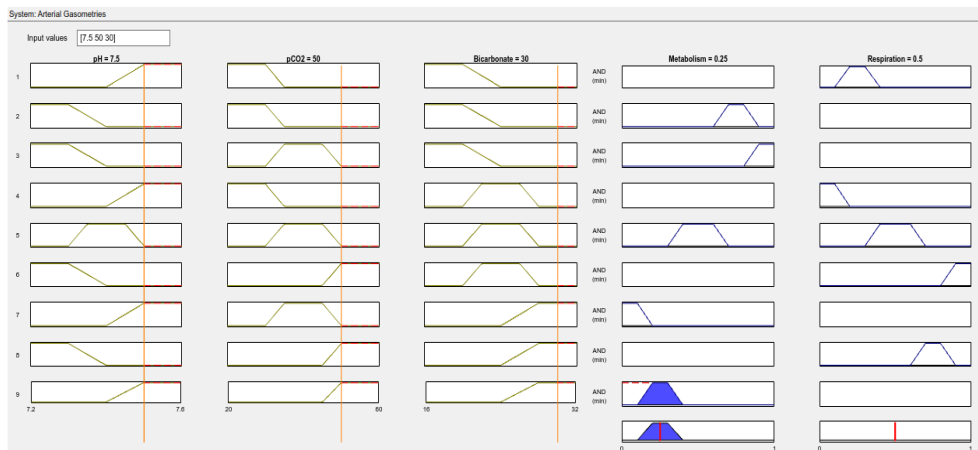 System: Arterial Gasometries
Input values [7.5 50 30]
pH = 7.5 pCO2 = 50 Bicarbonate = 30 Metabolism = 0.25 Respiration = 0.5
1 AND
(min)
2 AND
(min)
3 AND
(min)
4 AND
(min)
5 AND
(min)
6 AND
(min)
7 AND
(min)
8 AND
(min)
9 AND
(min)
7.2 7.6 20 60 16 32
0 1 0 1